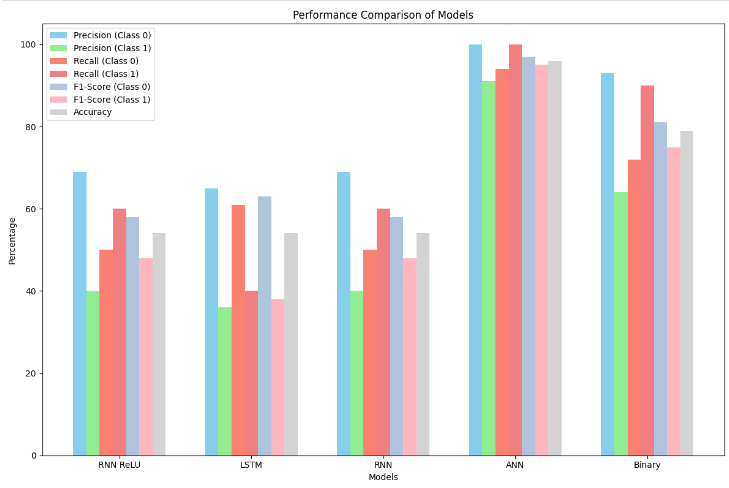 Performance Comparison of Models
100
80
60
40
20
0
Percentage
Precision (Class 0)
Precision (Class 1)
Recall (Class 0)
Recall (Class 1)
F1-Score (Class 0)
F1-Score (Class 1)
Accuracy
RNN ReLU
LSTM
RNN
ANN
Binary
Models